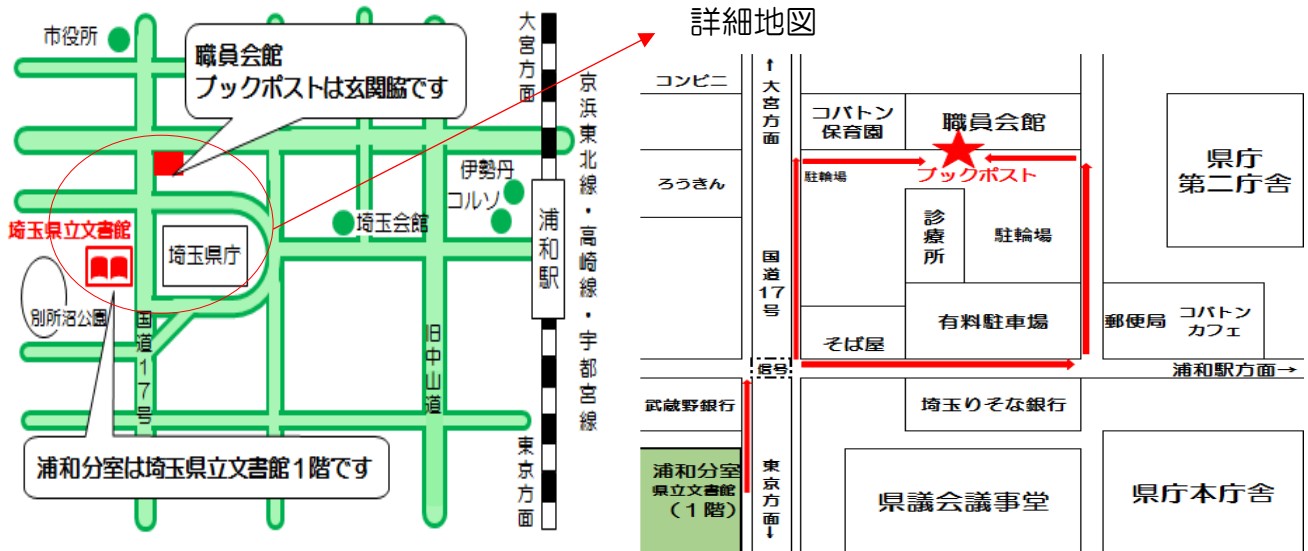 市役所
職員会館
ブックポストは玄関脇です
大宮方面
京浜東北線・高崎線・宇都宮線
伊勢丹
コルソ
埼玉会館
浦和駅
埼玉県立文書館
埼玉県庁
別所沼公園
国道17号
旧中山道
浦和分室は埼玉県立文書館1階です
東京方面
詳細地図
コンビニ
↑大宮方面
コバトン
保育園
職員会館
県庁
第二庁舎
ろうきん
駐輪場
ブックポスト
診療所
駐輪場
国道17号
有料駐車場
郵便局
コバトン
カフェ
そば屋
信号
浦和駅方面→
武蔵野銀行
埼玉りそな銀行
浦和分室
県立文書館
(1階)
東京方面↓
県議会議事堂
県庁本庁舎